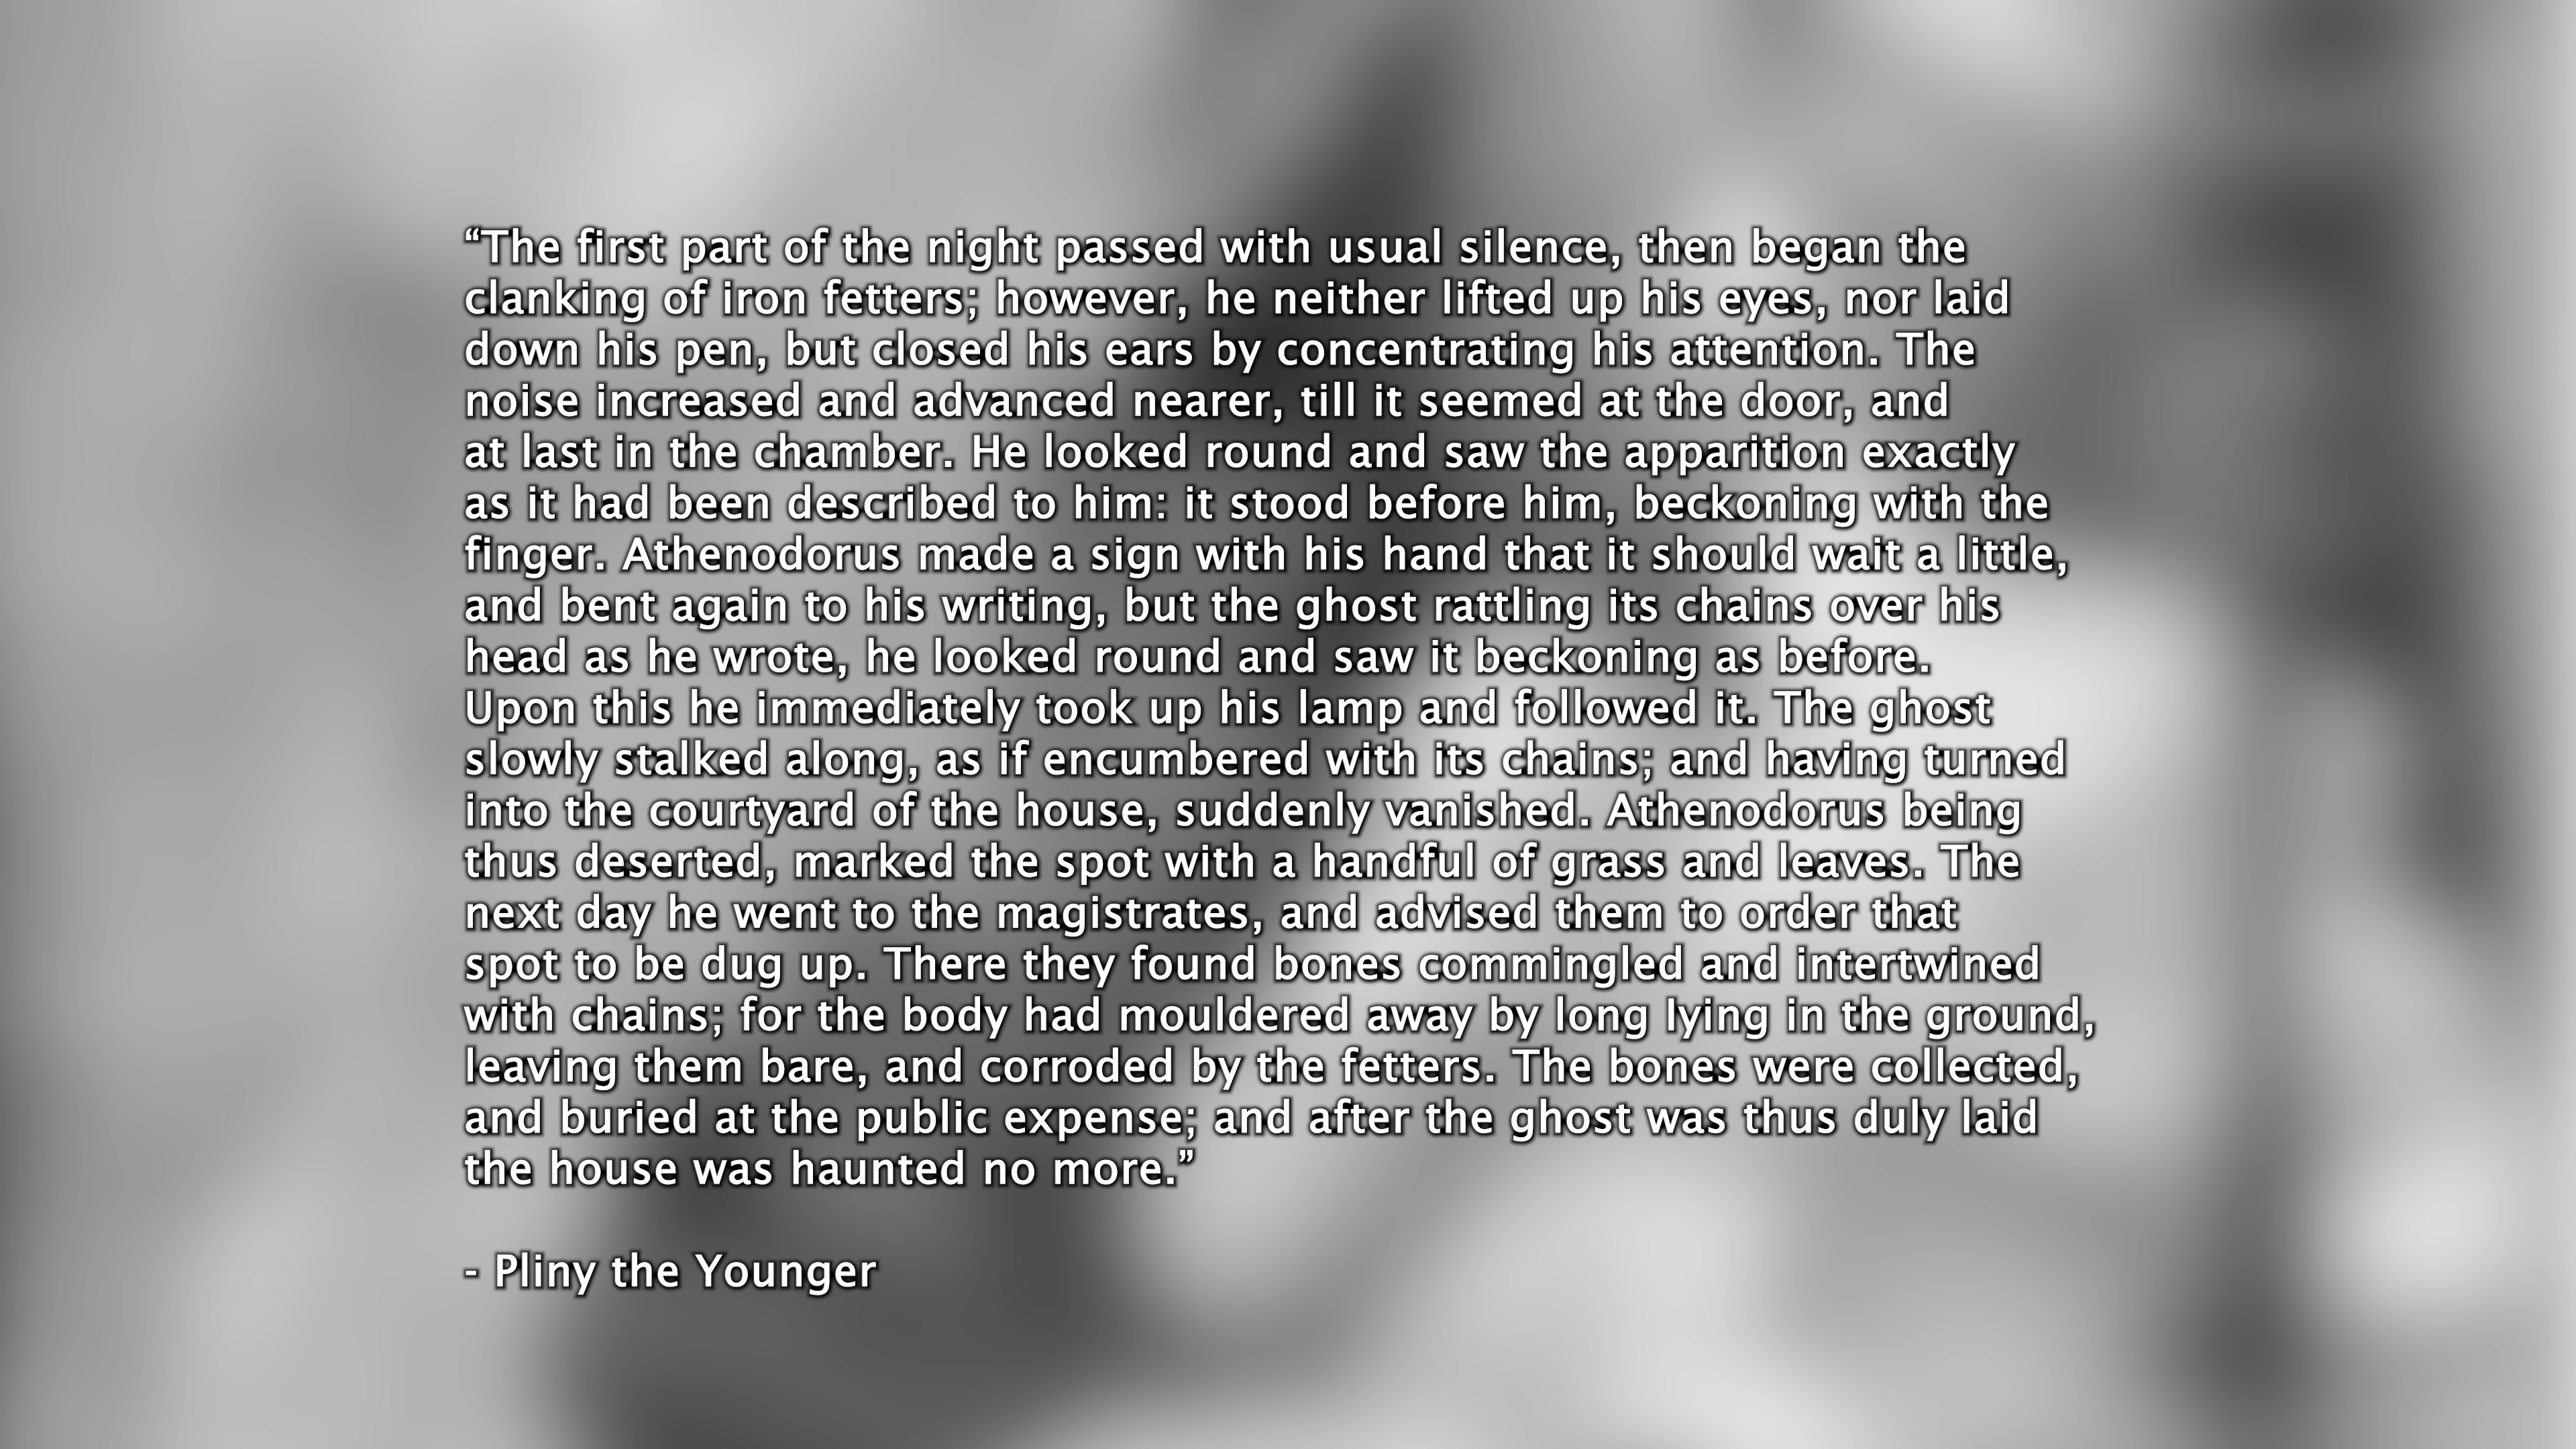 “The first part of the night passed with usual silence, then began the
clanking of iron fetters; however, he neither lifted up his eyes, nor laid
down his pen, but closed his ears by concentrating his attention. The
noise increased and advanced nearer, till it seemed at the door, and
at last in the chamber. He looked round and saw the apparition exactly
as it had been described to him: it stood before him, beckoning with the
finger. Athenodorus made a sign with his hand that it should wait a little,
and bent again to his writing, but the ghost rattling its chains over his
head as he wrote, he looked round and saw it beckoning as before.
Upon this he immediately took up his lamp and followed it. The ghost
slowly stalked along, as if encumbered with its chains; and having turned
into the courtyard of the house, suddenly vanished. Athenodorus being
thus deserted, marked the spot with a handful of grass and leaves. The
next day he went to the magistrates, and advised them to order that
spot to be dug up. There they found bones commingled and intertwined
with chains; for the body had mouldered away by long lying in the ground,
leaving them bare, and corroded by the fetters. The bones were collected,
and buried at the public expense; and after the ghost was thus duly laid
the house was haunted no more.”
- Pliny the Younger